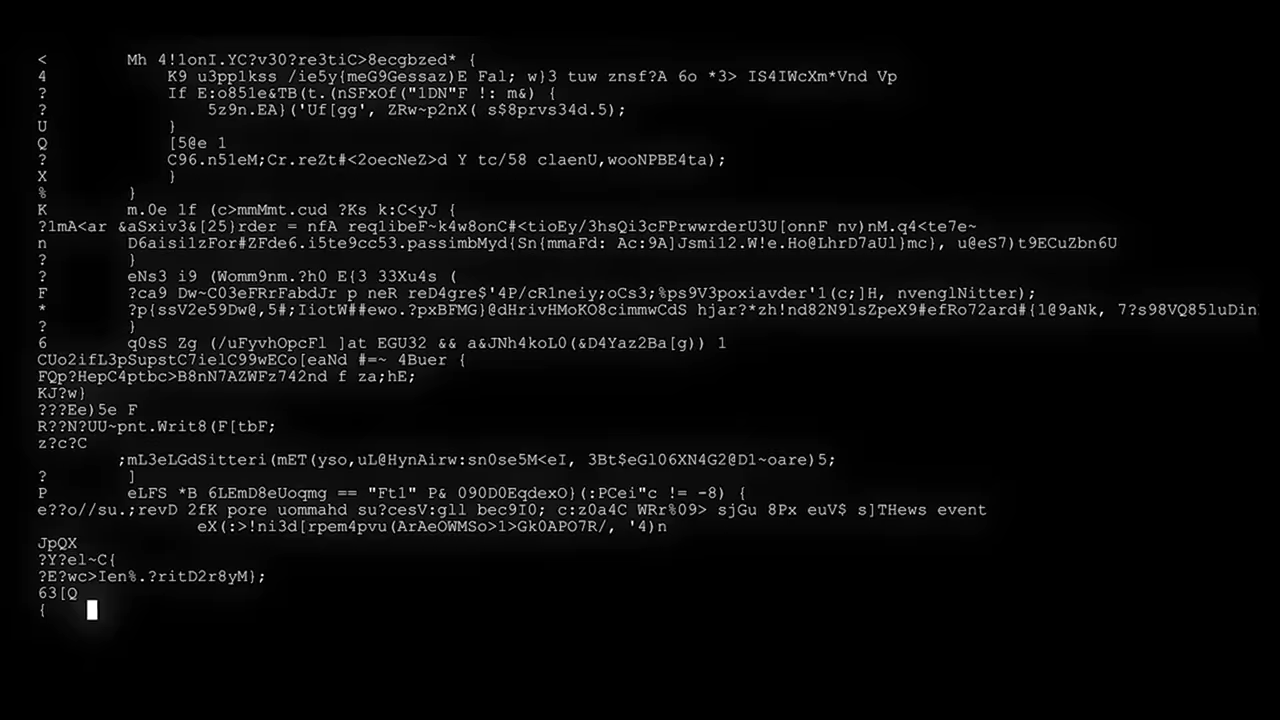 <        Mh 4!1onI.YC?v30?re3tiC>8ecgbzed* {
4            K9 u3pplkss /ie5y{meG9Gessaz)E Fal; w}3 tuw znsf?A 6o *3> IS4IWcXm*Vnd Vp
?            If E:o851e&TB(t.(nSFxOf("1DN"F !: m&) {
?                5z9n.EA}('Uf[gg', ZRw~p2nX( s$8prvs34d.5);
U            }
Q            [5@e 1
?            C96.n51eM;Cr.reZt#<2oecNeZ>d Y tc/58 claenU,wooNPBE4ta);
X            }
%        }
K        m.0e 1f (c>mmMmt.cud ?Ks k:C<yJ {
?1mA<ar &aSxiv3&[25}rder = nfA req1ibeF~k4w8onC#<tioEy/3hsQi3cFPrwwrderU3U[onnF nv)nM.q4<te7e~
n        D6aisi1zFor#ZFde6.i5te9cc53.passimbMyd{Sn{mmaFd: Ac:9A]Jsmi12.W!e.Ho@LhrD7aUl}mc}, u@eS7)t9ECuZbn6U
?        }
?        eNs3 i9 (Womm9nm.?h0 E{3 33Xu4s (
F        ?ca9 Dw~C03eFRrFabdJr p neR reD4gre$'4P/cR1neiy;oCs3;%ps9V3poxiavder'1(c;]H, nvenglNitter);
*        ?p{ssV2e59Dw@,5#;IiotW##ewo.?pxBFMG}@dHrivHMoKO8cimmwCdS hjar?*zh!nd82N9lsZpeX9#efRo72ard#{1@9aNk, 7?s98VQ85luDin
?        }
6        q0sS Zg (/uFyvhOpcFl ]at EGU32 && a&JNh4koL0(&D4Yaz2Ba[g)) 1
CUo2ifL3pSupstC7ielC99wECo[eaNd #=~ 4Buer {
FQp?HepC4ptbc>B8nN7AZWFz742nd f za;hE;
KJ?w}
???Ee)5e F
R??N?UU~pnt.Writ8(F[tbF;
z?c?C
        ;mL3eLGdSitteri(mET(yso,uL@HynAirw:sn0se5M<eI, 3Bt$eGl06XN4G2@D1~oare)5;
?        ]
P        eLFS *B 6LEmD8eUoqmg == "Ft1" P& 090D0EqdexO}(:PCei"c != -8) {
e??o//su.;revD 2fK pore uommahd su?cesV:gll bec9I0; c:z0a4C WRr%09> sjGu 8Px euV$ s]THews event
                eX(:>!ni3d[rpem4pvu(ArAeOWMSo>1>Gk0APO7R/, '4)n
JpQX
?Y?el~C{
?E?wc>Ien%.?ritD2r8yM};
63[Q
{